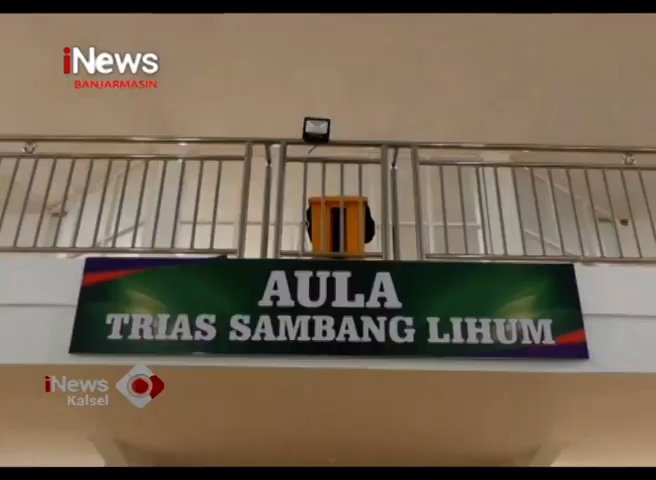 iNews
BANJARMASIN
AULA
TRIAS SAMBANG LIHUM
iNews
Kalsel